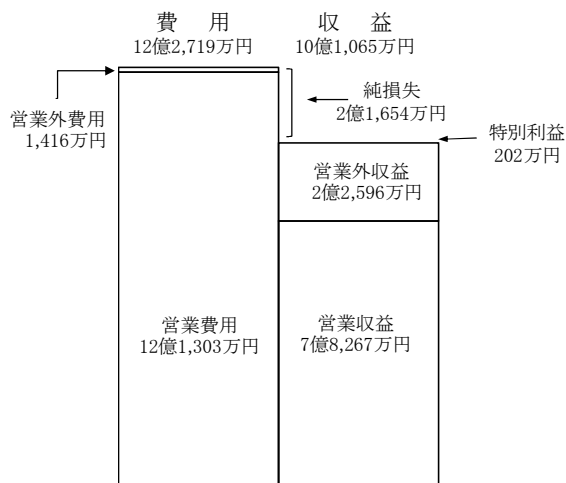 費　用
12億2,719万円
収　益
10億1,065万円
営業外費用
1,416万円
純損失
2億1,654万円
特別利益
202万円
営業外収益
2億2,596万円
営業費用
12億1,303万円
営業収益
7億8,267万円